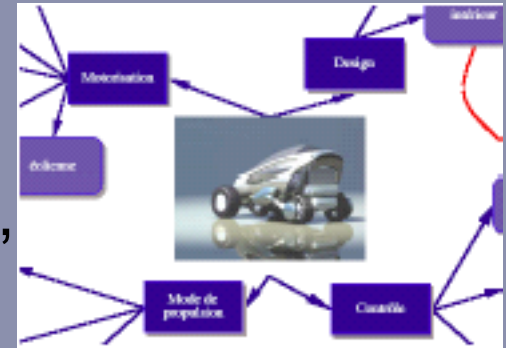 intérieur
Design
Motorisation
éolienne
,
Mode de
propulsion
Contrôle